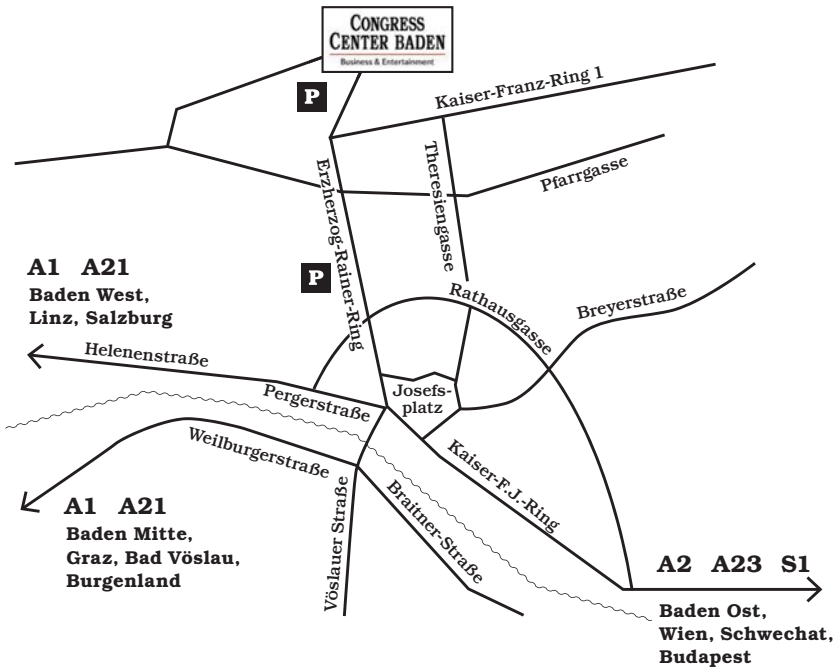 CONGRESS
CENTER BADEN
Business & Entertainment
P
Kaiser-Franz-Ring 1
Theresiengasse
Pfarrgasse
Erzherzog-Rainer-Ring
P
A1 A21
Baden West,
Linz, Salzburg
Rathausgasse
Breyerstraße
Helenenstraße
Pergerstraße
Josefs-
platz
Weilburgerstraße
Kaiser-F.J.-Ring
Vöslauer Straße
Braitner-Straße
A1 A21
Baden Mitte,
Graz, Bad Vöslau,
Burgenland
A2 A23 S1
Baden Ost,
Wien, Schwechat,
Budapest